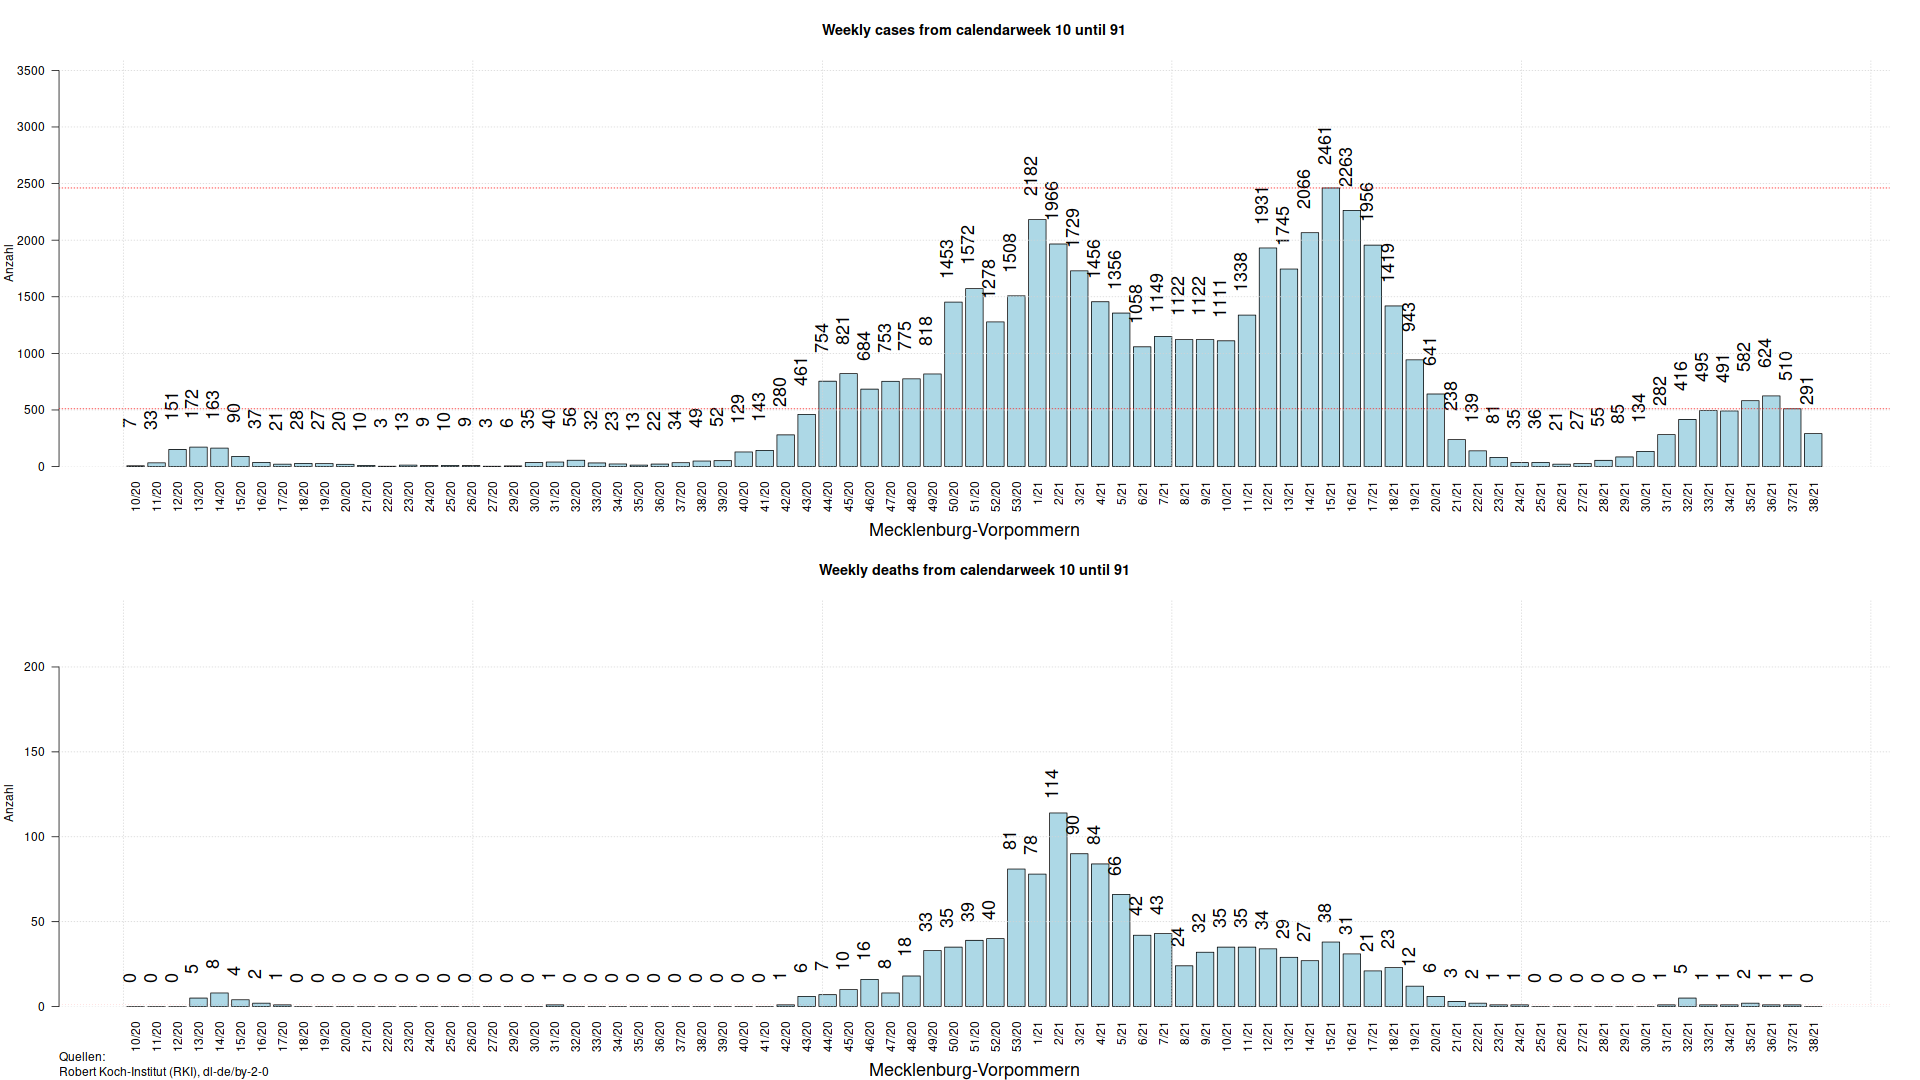 Weekly cases from calendarweek 10 until 91
Anzahl
3500
3000
2500
2000
1500
1000
500
0
7 33 151 172 163 90 37 21 28 27 20 10 3 13 9 10 9 3 6 35 40 56 32 23 13 22 34 49 52 129 143 280 461 754 821 684 753 775 818 1453 1572 1278 1508 2182 1966 1729 1456 1356 1058 1149 1122 1122 1111 1338 1931 1745 2066 2461 2263 1956 1419 943 641 238 139 81 35 36 21 27 55 85 134 282 416 495 491 582 624 510 291
10/20 11/20 12/20 13/20 14/20 15/20 16/20 17/20 18/20 19/20 20/20 21/20 22/20 23/20 24/20 25/20 26/20 27/20 29/20 30/20 31/20 32/20 33/20 34/20 35/20 36/20 37/20 38/20 39/20 40/20 41/20 42/20 43/20 44/20 45/20 46/20 47/20 48/20 49/20 50/20 51/20 52/20 53/20 1/21 2/21 3/21 4/21 5/21 6/21 7/21 8/21 9/21 10/21 11/21 12/21 13/21 14/21 15/21 16/21 17/21 18/21 19/21 20/21 21/21 22/21 23/21 24/21 25/21 26/21 27/21 28/21 29/21 30/21 31/21 32/21 33/21 34/21 35/21 36/21 37/21 38/21
Mecklenburg-Vorpommern
Weekly deaths from calendarweek 10 until 91
Anzahl
200
150
100
50
0
0 0 0 5 8 4 2 1 0 0 0 0 0 0 0 0 0 0 0 0 1 0 0 0 0 0 0 0 0 0 0 1 6 7 10 16 8 18 33 35 39 40 81 78 114 90 84 66 42 43 24 32 35 35 34 29 27 38 31 21 23 12 6 3 2 1 1 0 0 0 0 0 0 1 5 1 1 2 1 1 0
10/20 11/20 12/20 13/20 14/20 15/20 16/20 17/20 18/20 19/20 20/20 21/20 22/20 23/20 24/20 25/20 26/20 27/20 29/20 30/20 31/20 32/20 33/20 34/20 35/20 36/20 37/20 38/20 39/20 40/20 41/20 42/20 43/20 44/20 45/20 46/20 47/20 48/20 49/20 50/20 51/20 52/20 53/20 1/21 2/21 3/21 4/21 5/21 6/21 7/21 8/21 9/21 10/21 11/21 12/21 13/21 14/21 15/21 16/21 17/21 18/21 19/21 20/21 21/21 22/21 23/21 24/21 25/21 26/21 27/21 28/21 29/21 30/21 31/21 32/21 33/21 34/21 35/21 36/21 37/21 38/21
Mecklenburg-Vorpommern
Quellen:
Robert Koch-Institut (RKI), dl-de/by-2-0